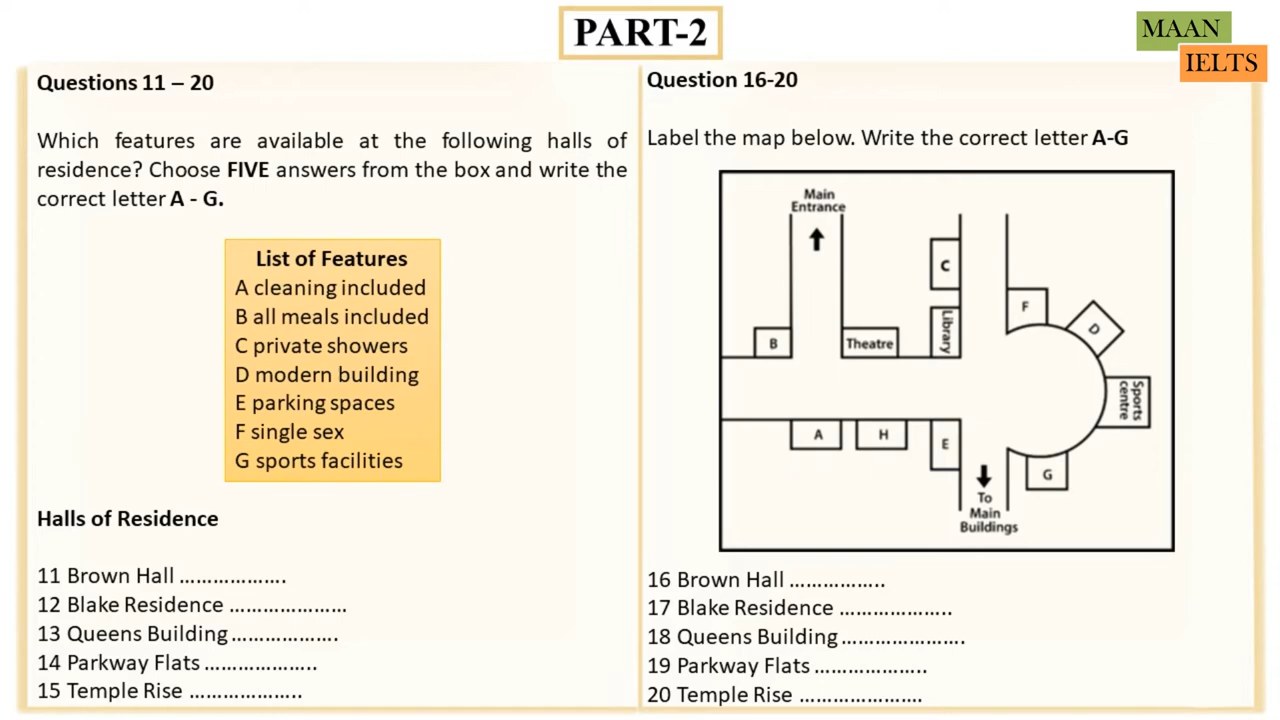 PART-2
MAAN
IELTS
Questions 11 – 20
Which features are available at the following halls of
residence? Choose FIVE answers from the box and write the
correct letter A - G.
List of Features
A cleaning included
B all meals included
C private showers
D modern building
E parking spaces
F single sex
G sports facilities
Halls of Residence
11 Brown Hall ……………….
12 Blake Residence …………………
13 Queens Building……………….
14 Parkway Flats ………………..
15 Temple Rise ………………..
Question 16-20
Label the map below. Write the correct letter A-G
Main
Entrance
C
F
D
B
Theatre
Library
Sports
centre
A
H
E
G
To
Main
Buildings
16 Brown Hall ……………..
17 Blake Residence ………………..
18 Queens Building………………….
19 Parkway Flats ………………..
20 Temple Rise ………………….